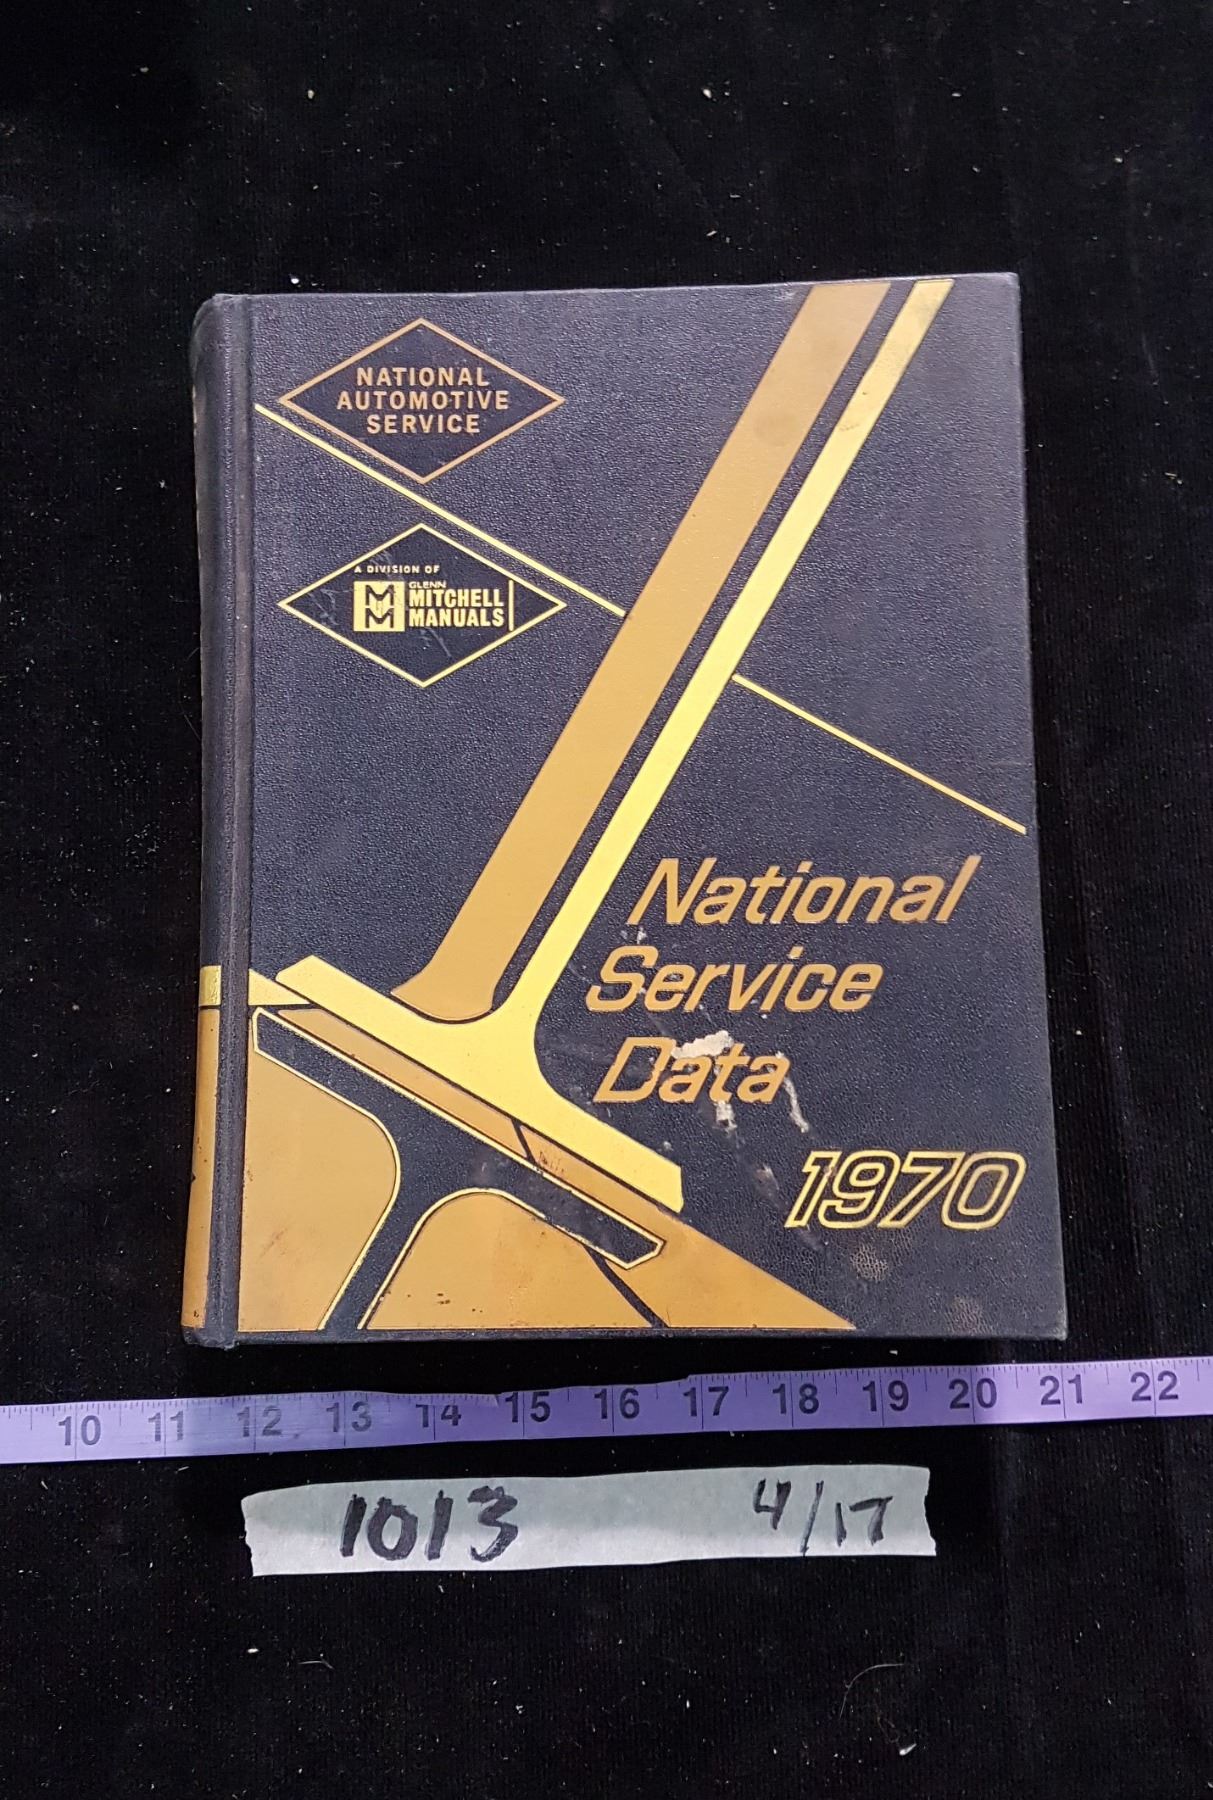 NATIONAL
AUTOMOTIVE
SERVICE
A DIVISION OF
GLENN
MITCHELL
MANUALS
National
Service
Data
1970
10 11 12 13 14 15 16 17 18 19 20 21 22
1013 4/17